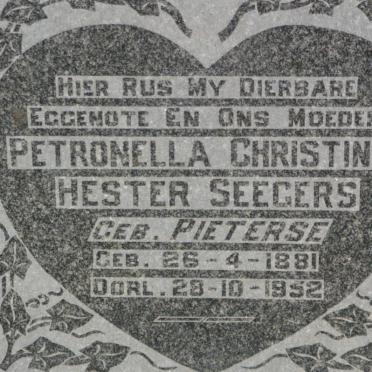 HIER RUS MY DIERBARE
EGGENOTE EN ONS MOEDE
PETRONELLA CHRISTIN
HESTER SEEGERS
GEB. PIETERSE
GEB. 26-4-1881
OORL. 28-10-1952